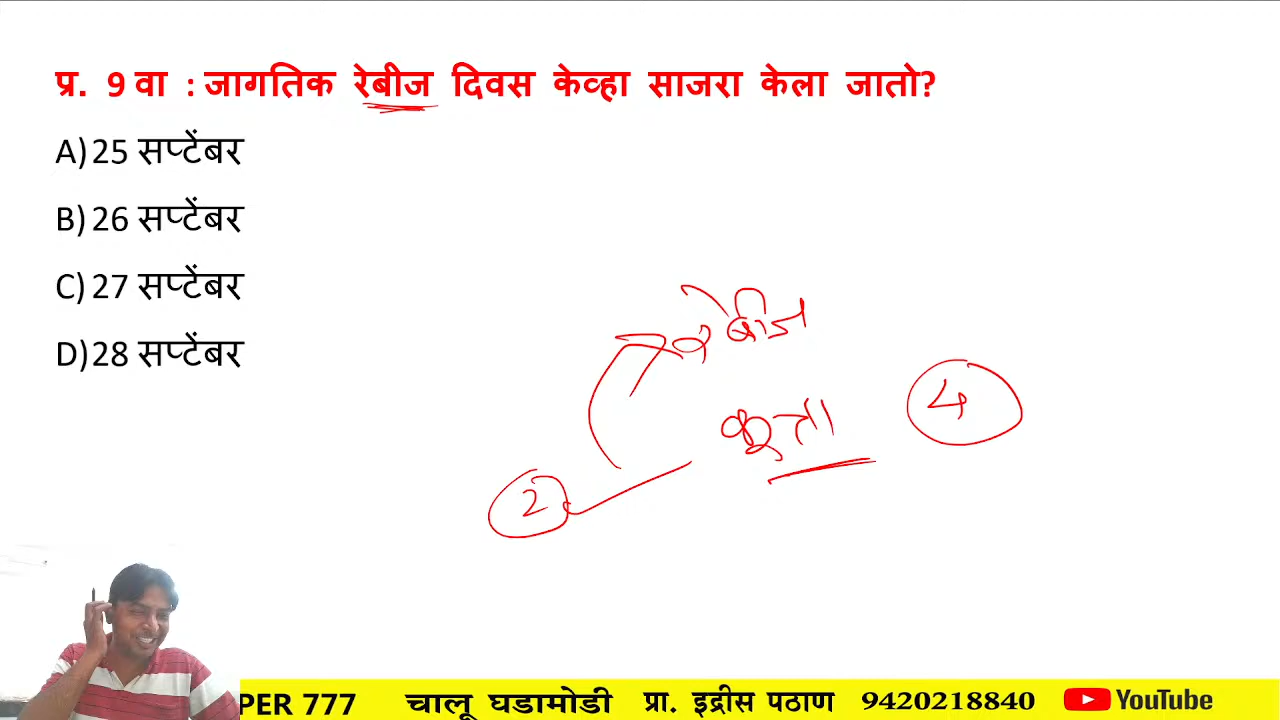 प्र. 9 वा : जागतिक रेबीज दिवस केव्हा साजरा केला जातो?
A) 25 सप्टेंबर
B) 26 सप्टेंबर
C) 27 सप्टेंबर
D) 28 सप्टेंबर
रेबीज
कूत्ता
4
2
PER 777 चालू घडामोडी प्रा. इद्रीस पठाण 9420218840 YouTube